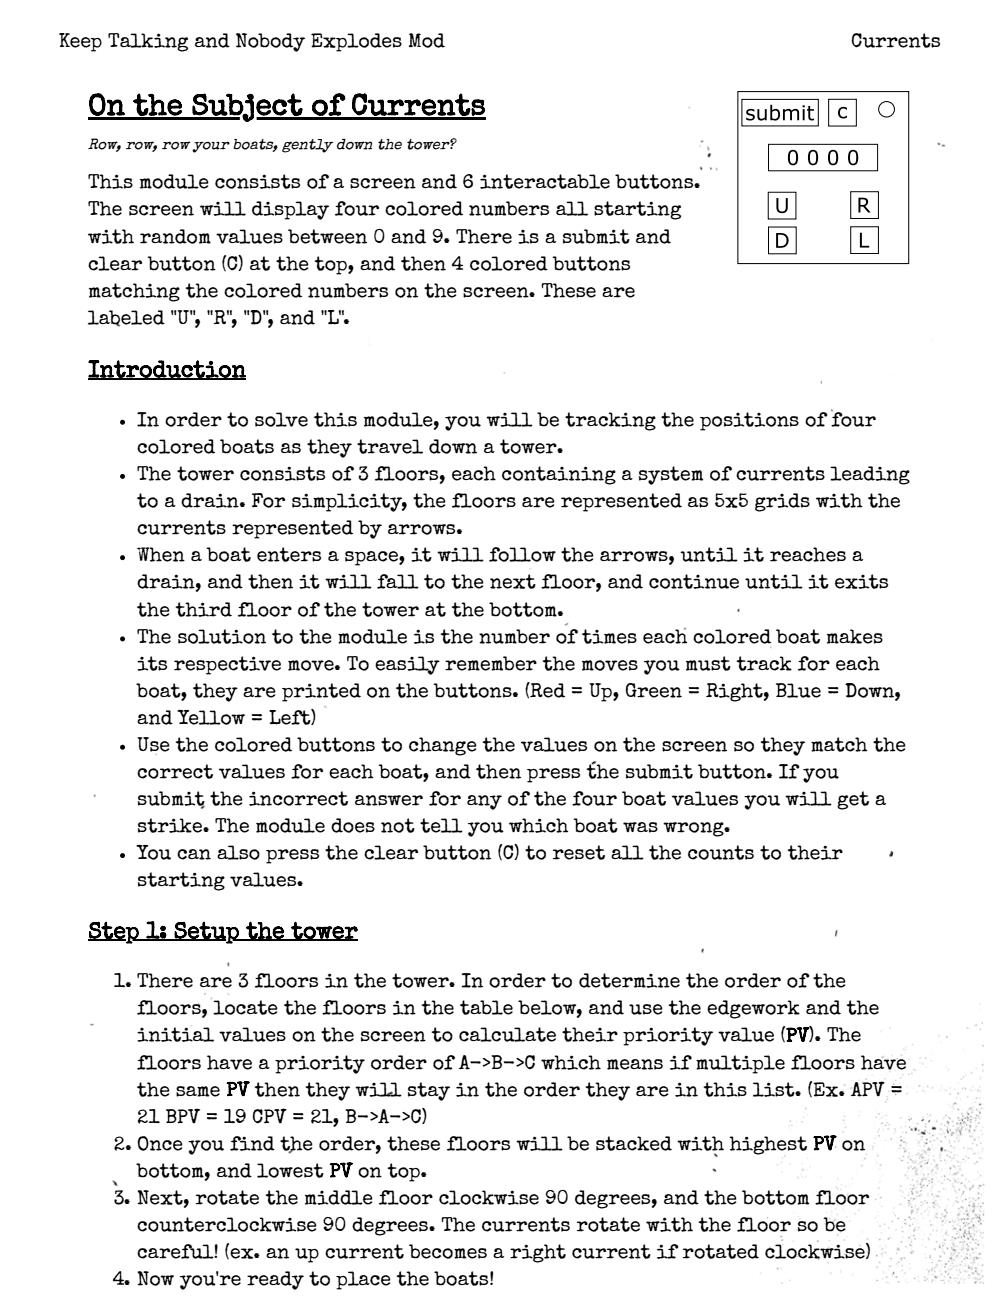 Keep Talking and Nobody Explodes Mod
Currents
On the Subject of Currents
Row, row, row your boats, gently down the tower?
This module consists of a screen and 6 interactable buttons.
The screen will display four colored numbers all starting
with random values between 0 and 9. There is a submit and
clear button (C) at the top, and then 4 colored buttons
matching the colored numbers on the screen. These are
labeled "U", "R", "D", and "L".
submit C
0 0 0 0
U R
D L
Introduction
• In order to solve this module, you will be tracking the positions of four
colored boats as they travel down a tower.
• The tower consists of 3 floors, each containing a system of currents leading
to a drain. For simplicity, the floors are represented as 5x5 grids with the
currents represented by arrows.
• When a boat enters a space, it will follow the arrows, until it reaches a
drain, and then it will fall to the next floor, and continue until it exits
the third floor of the tower at the bottom.
• The solution to the module is the number of times each colored boat makes
its respective move. To easily remember the moves you must track for each
boat, they are printed on the buttons. (Red = Up, Green = Right, Blue = Down,
and Yellow = Left)
• Use the colored buttons to change the values on the screen so they match the
correct values for each boat, and then press the submit button. If you
submit the incorrect answer for any of the four boat values you will get a
strike. The module does not tell you which boat was wrong.
• You can also press the clear button (C) to reset all the counts to their
starting values.
Step 1: Setup the tower
1. There are 3 floors in the tower. In order to determine the order of the
floors, locate the floors in the table below, and use the edgework and the
initial values on the screen to calculate their priority value (PV). The
floors have a priority order of A->B->C which means if multiple floors have
the same PV then they will stay in the order they are in this list. (Ex. APV =
21 BPV = 19 CPV = 21, B->A->C)
2. Once you find the order, these floors will be stacked with highest PV on
bottom, and lowest PV on top.
3. Next, rotate the middle floor clockwise 90 degrees, and the bottom floor
counterclockwise 90 degrees. The currents rotate with the floor so be
careful! (ex. an up current becomes a right current if rotated clockwise)
4. Now you're ready to place the boats!